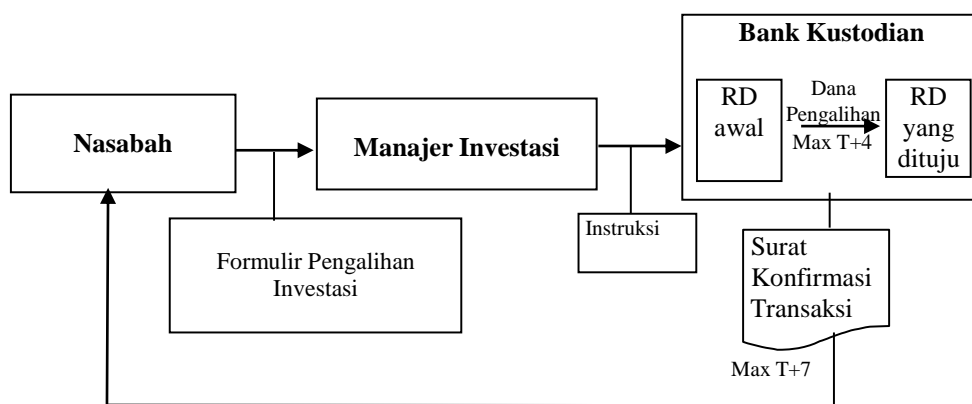 Bank Kustodian
Nasabah
Manajer Investasi
RD
awal
Dana
Pengalihan
Max T+4
RD
yang
dituju
Formulir Pengalihan
Investasi
Instruksi
Surat
Konfirmasi
Transaksi
Max T+7